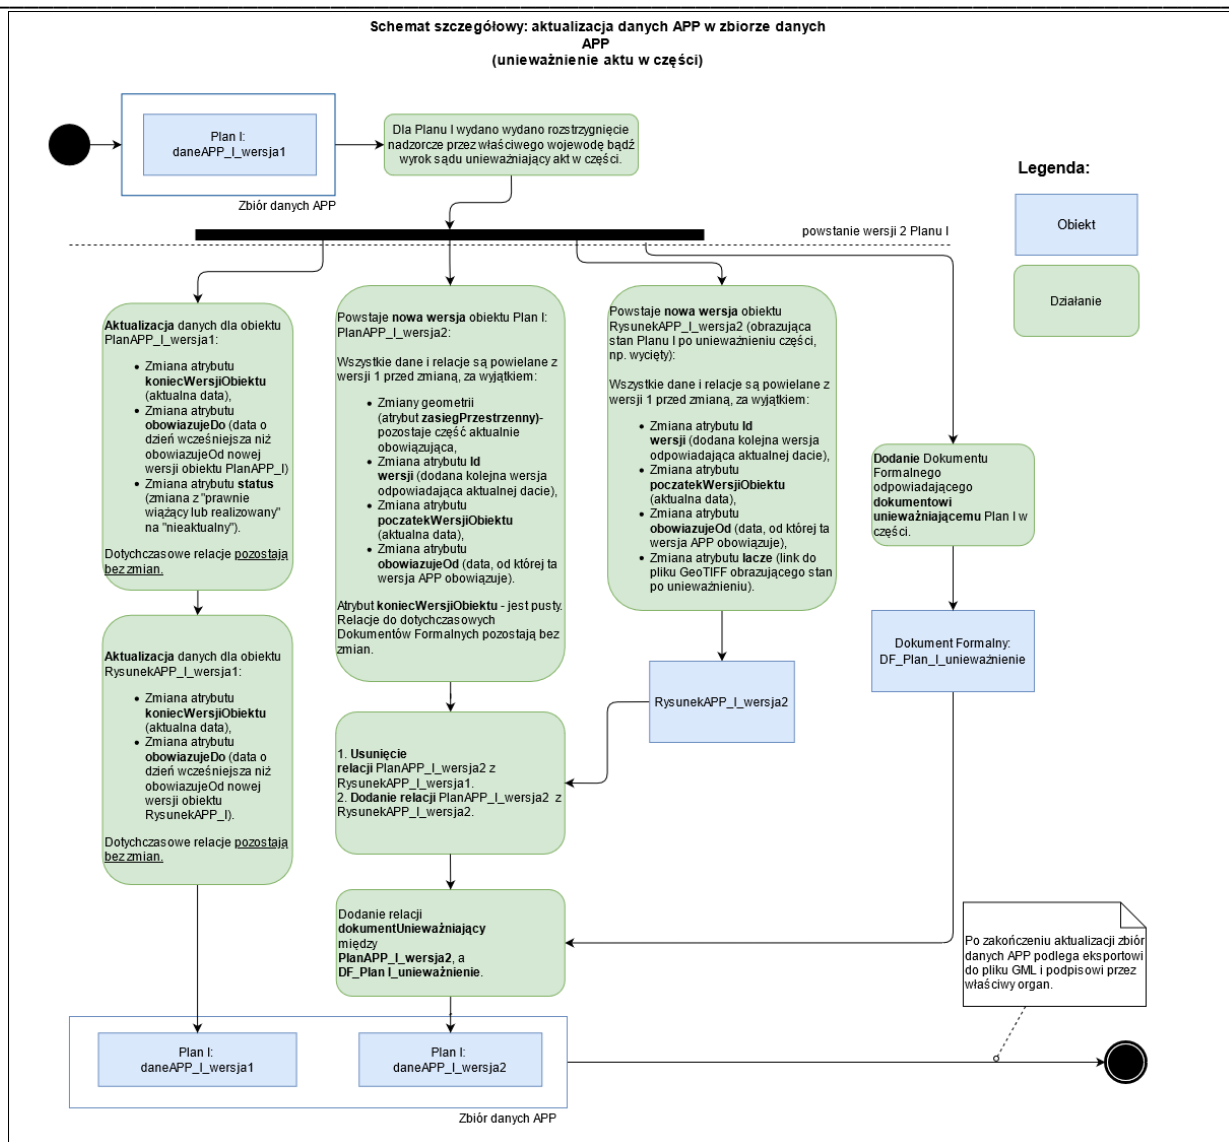 Schemat szczegółowy: aktualizacja danych APP w zbiorze danych
APP
(unieważnienie aktu w części)
Plan I:
daneAPP_I_wersja1
Zbiór danych APP
Dla Planu I wydano wydano rozstrzygnięcie
nadzorcze przez właściwego wojewodę bądź
wyrok sądu unieważniający akt w części.
Legenda:
Obiekt
Działanie
powstanie wersji 2 Planu I
Aktualizacja danych dla obiektu
PlanAPP_I_wersja1:
• Zmiana atrybutu
koniecWersjiObiektu
(aktualna data),
• Zmiana atrybutu
obowiazujeDo (data o
dzień wcześniejsza niż
obowiazujeOd nowej
wersji obiektu PlanAPP_I)
• Zmiana atrybutu status
(zmiana z "prawnie
wiążący lub realizowany"
na "nieaktualny").
Dotychczasowe relacje pozostają
bez zmian.
Aktualizacja danych dla obiektu
RysunekAPP_I_wersja1:
• Zmiana atrybutu
koniecWersjiObiektu
(aktualna data),
• Zmiana atrybutu
obowiazujeDo (data o
dzień wcześniejsza niż
obowiazujeOd nowej
wersji obiektu
RysunekAPP_I).
Dotychczasowe relacje pozostają
bez zmian.
Powstaje nowa wersja obiektu Plan I:
PlanAPP_I_wersja2:
Wszystkie dane i relacje są powielane z
wersji 1 przed zmianą, za wyjątkiem:
• Zmiany geometrii
(atrybut zasiegPrzestrzenny)-
pozostaje część aktualnie
obowiązująca,
• Zmiana atrybutu Id
wersji (dodana kolejna wersja
odpowiadająca aktualnej dacie),
• Zmiana atrybutu
poczatekWersjiObiektu
(aktualna data),
• Zmiana atrybutu
obowiazujeOd (data, od której ta
wersja APP obowiązuje).
Atrybut koniecWersjiObiektu - jest pusty.
Relacje do dotychczasowych
Dokumentów Formalnych pozostają bez
zmian.
Powstaje nowa wersja obiektu
RysunekAPP_I_wersja2 (obrazująca
stan Planu I po unieważnieniu części,
np. wycięty):
Wszystkie dane i relacje są powielane z
wersji 1 przed zmianą, za wyjątkiem:
• Zmiana atrybutu Id
wersji (dodana kolejna wersja
odpowiadająca aktualnej dacie),
• Zmiana atrybutu
poczatekWersjiObiektu
(aktualna data),
• Zmiana atrybutu
obowiazujeOd (data, od której ta
wersja APP obowiązuje),
• Zmiana atrybutu lacze (link do
pliku GeoTIFF obrazującego stan
po unieważnieniu).
RysunekAPP_I_wersja2
Dodanie Dokumentu
Formalnego
odpowiadającego
dokumentowi
unieważniającemu Plan I w
części.
Dokument Formalny:
DF_Plan_I_unieważnienie
1. Usunięcie
relacji PlanAPP_I_wersja2 z
RysunekAPP_I_wersja1.
2. Dodanie relacji PlanAPP_I_wersja2 z
RysunekAPP_I_wersja2.
Dodanie relacji
dokumentUnieważniający
między
PlanAPP_I_wersja2, a
DF_Plan I_unieważnienie.
Po zakończeniu aktualizacji zbiór
danych APP podlega eksportowi
do pliku GML i podpisowi przez
właściwy organ.
Plan I:
daneAPP_I_wersja1
Plan I:
daneAPP_I_wersja2
Zbiór danych APP